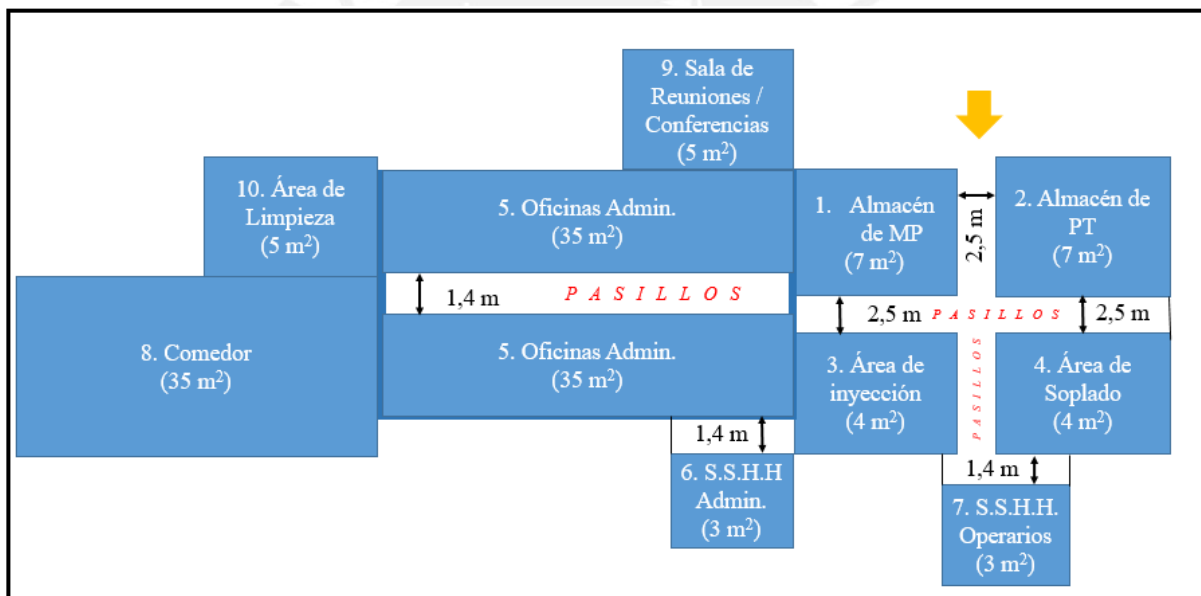 9. Sala de
Reuniones /
Conferencias
(5 m²)
10. Área de
Limpieza
(5 m²)
5. Oficinas Admin.
(35 m²)
1. Almacén
de MP
(7 m²)
2,5 m
2. Almacén de
PT
(7 m²)
1,4 m
PASILLOS
2,5 m
PASILLOS
2,5 m
8. Comedor
(35 m²)
5. Oficinas Admin.
(35 m²)
3. Área de
inyección
(4 m²)
PASILLOS
4. Área de
Soplado
(4 m²)
1,4 m
6. S.S.H.H
Admin.
(3 m²)
1,4 m
7. S.S.H.H.
Operarios
(3 m²)